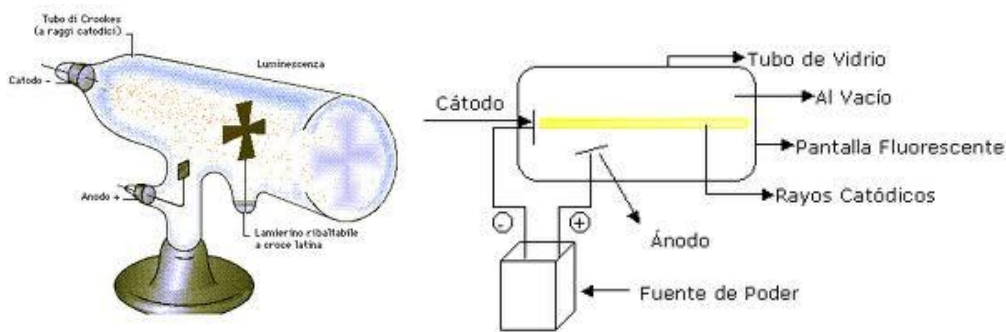 Tubo di Crookes
(a raggi catodici)
Luminescenza
Catodo -
Anodo +
Lamierino ribaltabile
a croce latina
Tubo de Vidrio
Cátodo
Al Vacío
Pantalla Fluorescente
Rayos Catódicos
-
+
Ánodo
Fuente de Poder